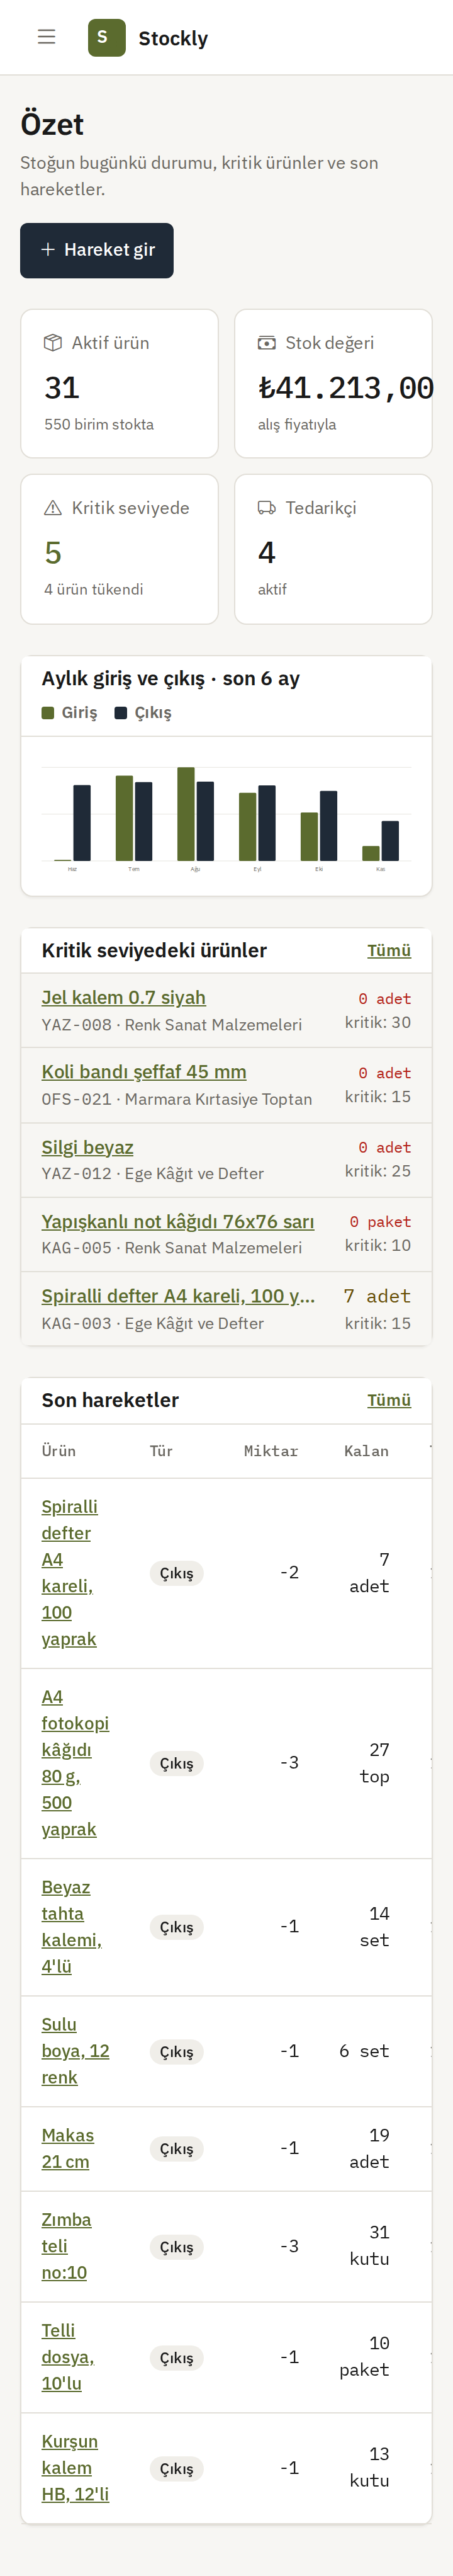 S Stockly
Özet
Stoğun bugünkü durumu, kritik ürünler ve son
hareketler.
+ Hareket gir
Aktif ürün
31
550 birim stokta
Stok değeri
₺41.213,00
alış fiyatıyla
Kritik seviyede
5
4 ürün tükendi
Tedarikçi
4
aktif
Aylık giriş ve çıkış · son 6 ay
Giriş Çıkış
Haz Tem Ağu Eyl Eki Kas
Kritik seviyedeki ürünler Tümü
Jel kalem 0.7 siyah 0 adet
YAZ-008 · Renk Sanat Malzemeleri kritik: 30
Koli bandı şeffaf 45 mm 0 adet
OFS-021 · Marmara Kırtasiye Toptan kritik: 15
Silgi beyaz 0 adet
YAZ-012 · Ege Kâğıt ve Defter kritik: 25
Yapışkanlı not kâğıdı 76x76 sarı 0 paket
KAG-005 · Renk Sanat Malzemeleri kritik: 10
Spiralli defter A4 kareli, 100 y... 7 adet
KAG-003 · Ege Kâğıt ve Defter kritik: 15
Son hareketler Tümü
Ürün Tür Miktar Kalan
Spiralli
defter
A4
kareli,
100
yaprak
Çıkış
-2
7
adet
A4
fotokopi
kâğıdı
80 g,
500
yaprak
Çıkış
-3
27
top
Beyaz
tahta
kalemi,
4'lü
Çıkış
-1
14
set
Sulu
boya, 12
renk
Çıkış
-1
6 set
Makas
21 cm
Çıkış
-1
19
adet
Zımba
teli
no:10
Çıkış
-3
31
kutu
Telli
dosya,
10'lu
Çıkış
-1
10
paket
Kurşun
kalem
HB, 12'li
Çıkış
-1
13
kutu